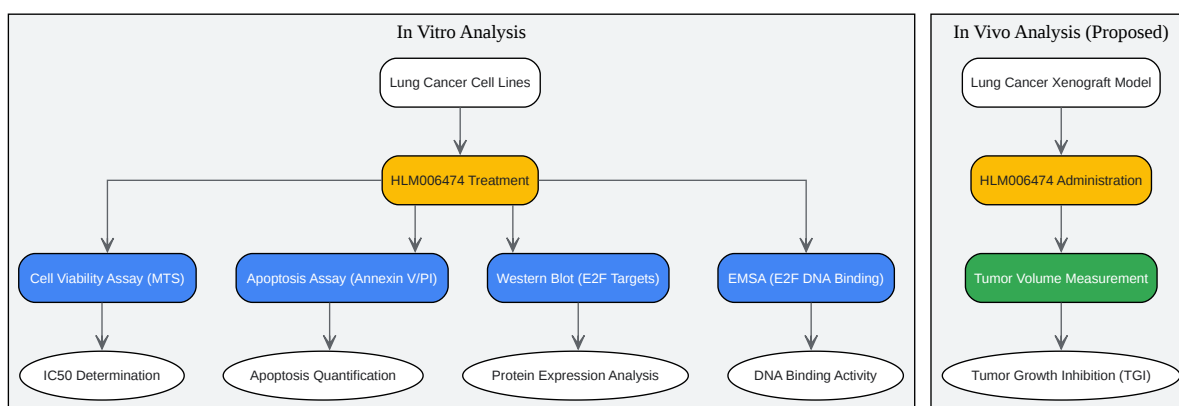 In Vitro Analysis
Lung Cancer Cell Lines
HLM006474 Treatment
Cell Viability Assay (MTS)
Apoptosis Assay (Annexin V/PI)
Western Blot (E2F Targets)
EMSA (E2F DNA Binding)
IC50 Determination
Apoptosis Quantification
Protein Expression Analysis
DNA Binding Activity
In Vivo Analysis (Proposed)
Lung Cancer Xenograft Model
HLM006474 Administration
Tumor Volume Measurement
Tumor Growth Inhibition (TGI)